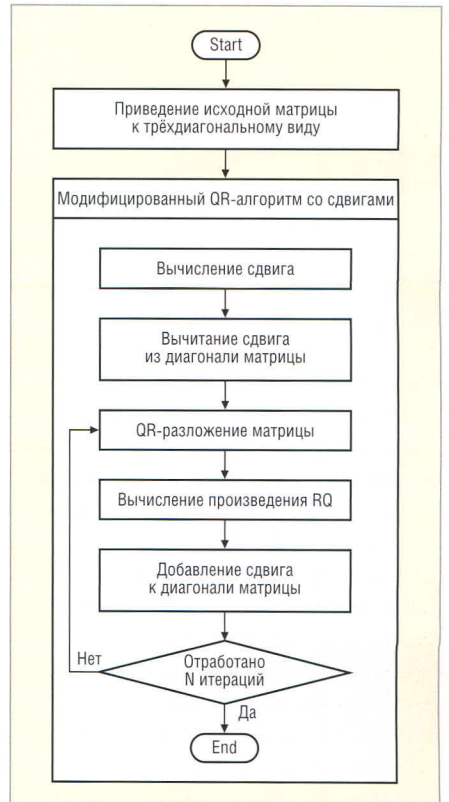 Start
Приведение исходной матрицы
к трёхдиагональному виду
Модифицированный QR-алгоритм со сдвигами
Вычисление сдвига
Вычитание сдвига
из диагонали матрицы
QR-разложение матрицы
Вычисление произведения RQ
Добавление сдвига
к диагонали матрицы
Нет
Отработано
N итераций
Да
End